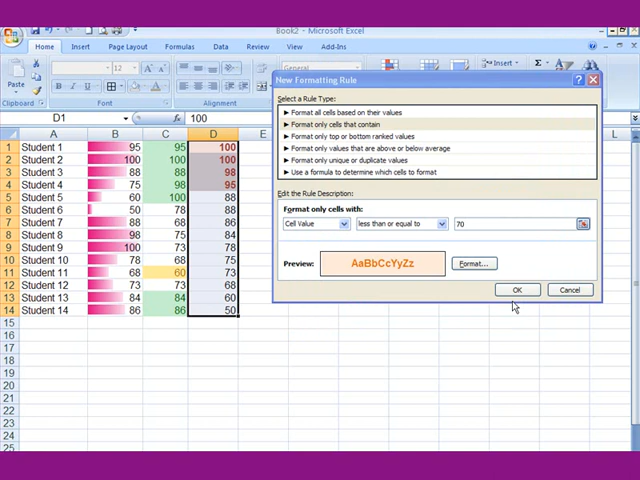 Book2 - Microsoft Excel
Home Insert Page Layout Formulas Data Review View Add-Ins
Paste
12
Clipboard Font
Insert
D1 fx 100
A B C D E L
1 Student 1 95 95 100
2 Student 2 100 100 100
3 Student 3 88 88 98
4 Student 4 75 98 95
5 Student 5 60 100 88
6 Student 6 50 78 88
7 Student 7 88 68 86
8 Student 8 98 75 84
9 Student 9 100 73 78
10 Student 10 78 68 75
11 Student 11 68 60 73
12 Student 12 73 73 68
13 Student 13 84 84 60
14 Student 14 86 86 50
15
16
17
18
19
20
21
22
23
24
25
New Formatting Rule
Select a Rule Type:
► Format all cells based on their values
► Format only cells that contain
► Format only top or bottom ranked values
► Format only values that are above or below average
► Format only unique or duplicate values
► Use a formula to determine which cells to format
Edit the Rule Description:
Format only cells with:
Cell Value less than or equal to 70
Preview: AaBbCcYyZz Format...
OK Cancel